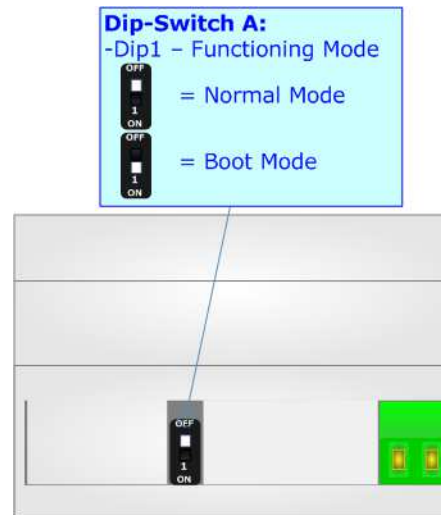 Dip-Switch A:
-Dip1 – Functioning Mode
OFF
1
ON
= Normal Mode
OFF
1
ON
= Boot Mode
OFF
1
ON